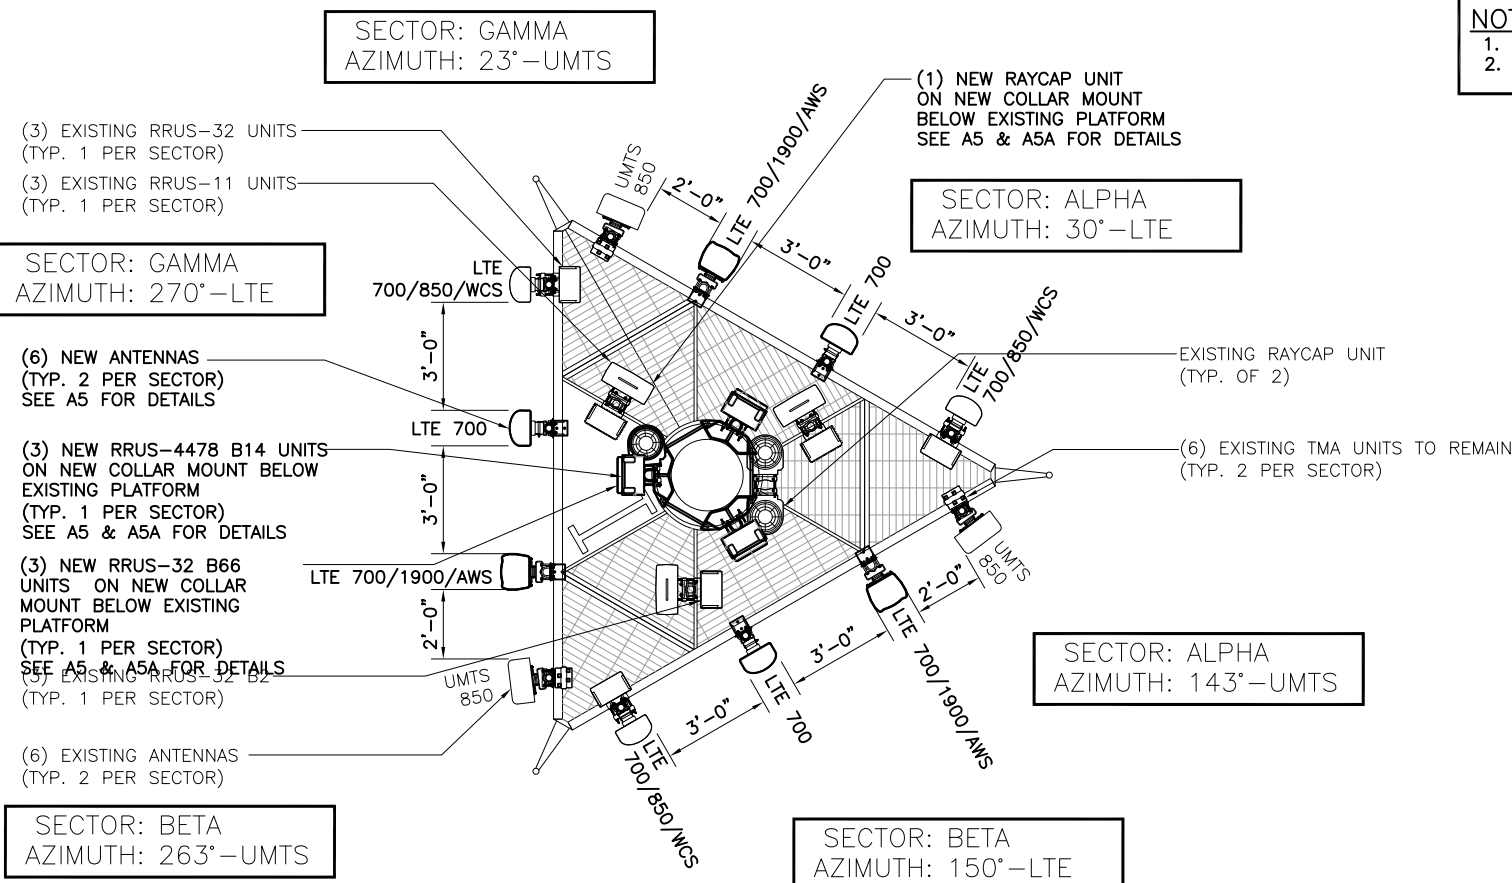 SECTOR: GAMMA
AZIMUTH: 23°-UMTS
NOT
1.
2.
(1) NEW RAYCAP UNIT
ON NEW COLLAR MOUNT
BELOW EXISTING PLATFORM
SEE A5 & A5A FOR DETAILS
(3) EXISTING RRUS-32 UNITS
(TYP. 1 PER SECTOR)
(3) EXISTING RRUS-11 UNITS
(TYP. 1 PER SECTOR)
UMTS
850
2'-0"
LTE 700/1900/AWS
SECTOR: ALPHA
AZIMUTH: 30°-LTE
SECTOR: GAMMA
AZIMUTH: 270°-LTE
LTE
700/850/WCS
3'-0"
LTE 700
3'-0"
LTE
700/850/WCS
(6) NEW ANTENNAS
(TYP. 2 PER SECTOR)
SEE A5 FOR DETAILS
3'-0"
EXISTING RAYCAP UNIT
(TYP. OF 2)
LTE 700
(3) NEW RRUS-4478 B14 UNITS
ON NEW COLLAR MOUNT BELOW
EXISTING PLATFORM
(TYP. 1 PER SECTOR)
SEE A5 & A5A FOR DETAILS
(6) EXISTING TMA UNITS TO REMAIN
(TYP. 2 PER SECTOR)
3'-0"
(3) NEW RRUS-32 B66
UNITS ON NEW COLLAR
MOUNT BELOW EXISTING
PLATFORM
(TYP. 1 PER SECTOR)
SEE A5 & A5A FOR DETAILS
LTE 700/1900/AWS
UMTS
850
2'-0"
2'-0"
(3) EXISTING RRUS-32 B2
(TYP. 1 PER SECTOR)
UMTS
850
3'-0"
LTE 700/1900/AWS
SECTOR: ALPHA
AZIMUTH: 143°-UMTS
LTE 700
3'-0"
LTE
700/850/WCS
(6) EXISTING ANTENNAS
(TYP. 2 PER SECTOR)
SECTOR: BETA
AZIMUTH: 263°-UMTS
SECTOR: BETA
AZIMUTH: 150°-LTE